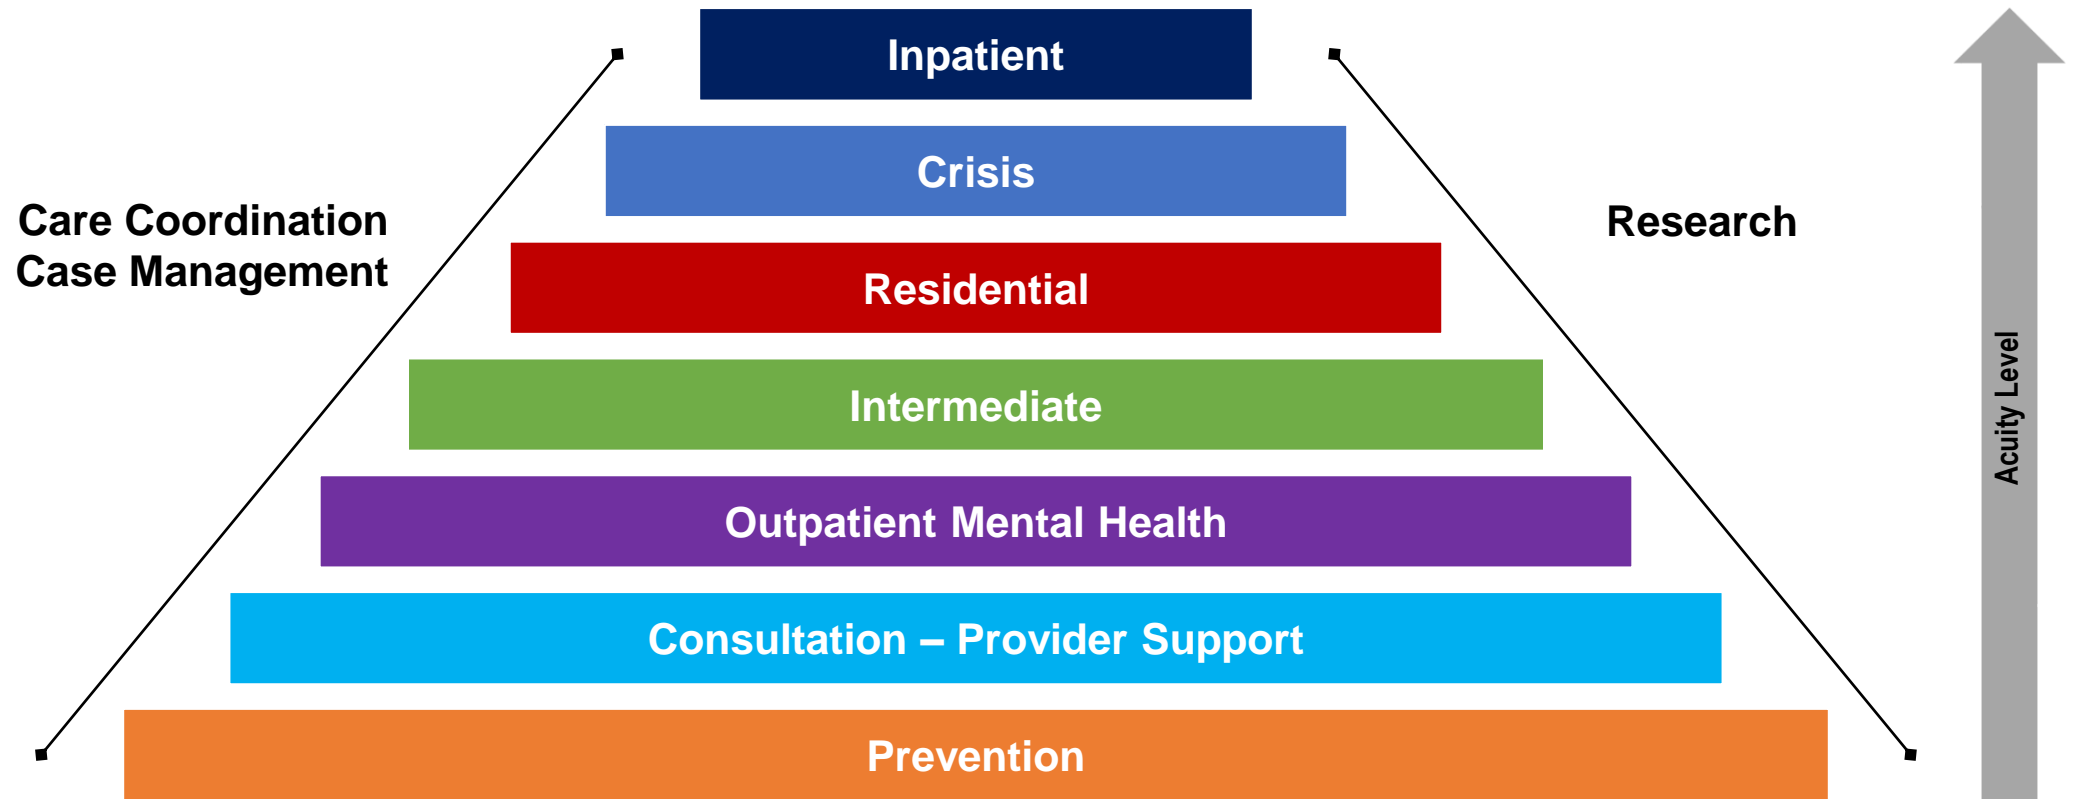 Inpatient
Crisis
Care Coordination
Case Management
Research
Residential
Intermediate
Acuity Level
Outpatient Mental Health
Consultation – Provider Support
Prevention